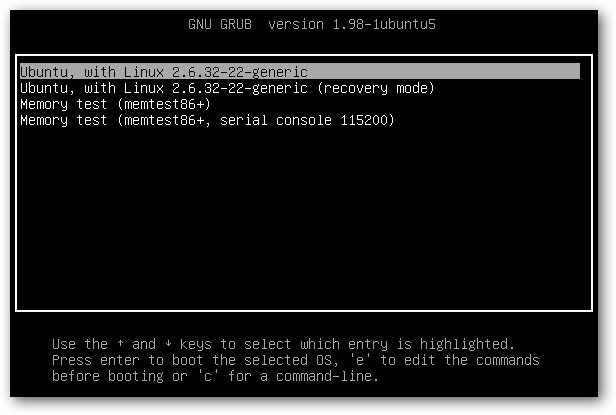 GNU GRUB  version 1.98-1ubuntu5
Ubuntu, with Linux 2.6.32-22-generic
Ubuntu, with Linux 2.6.32-22-generic (recovery mode)
Memory test (memtest86+)
Memory test (memtest86+, serial console 115200)
Use the ↑ and ↓ keys to select which entry is highlighted.
Press enter to boot the selected OS, 'e' to edit the commands
before booting or 'c' for a command-line.